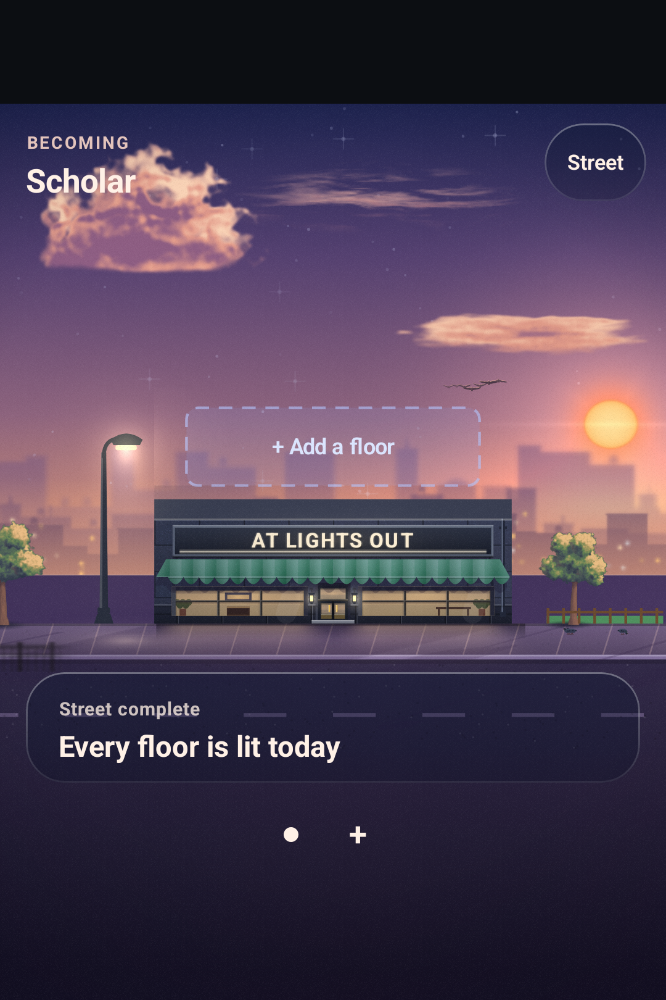 BECOMING
Scholar
Street
+ Add a floor
AT LIGHTS OUT
Street complete
Every floor is lit today
+